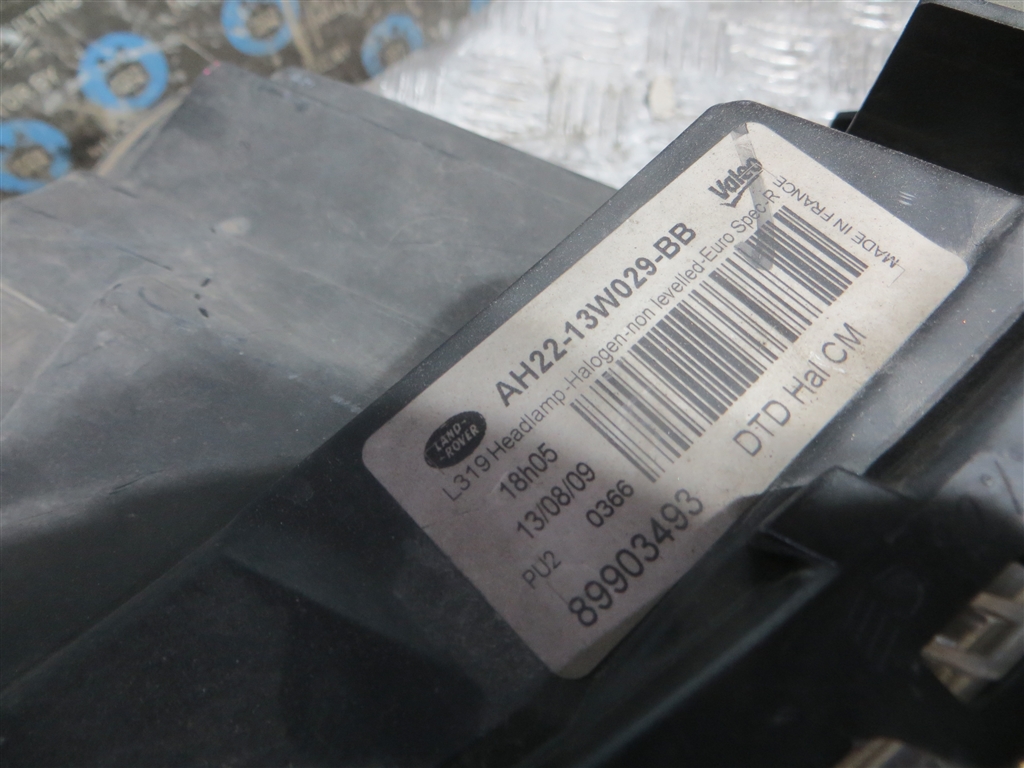 Valeo
MADE IN FRANCE
LAND-
ROVER
AH22-13W029-BB
L319 Headlamp-Halogen-non levelled-Euro Spec-R
18h05
13/08/09
PU2
0366
89903493
DTD Hal CM